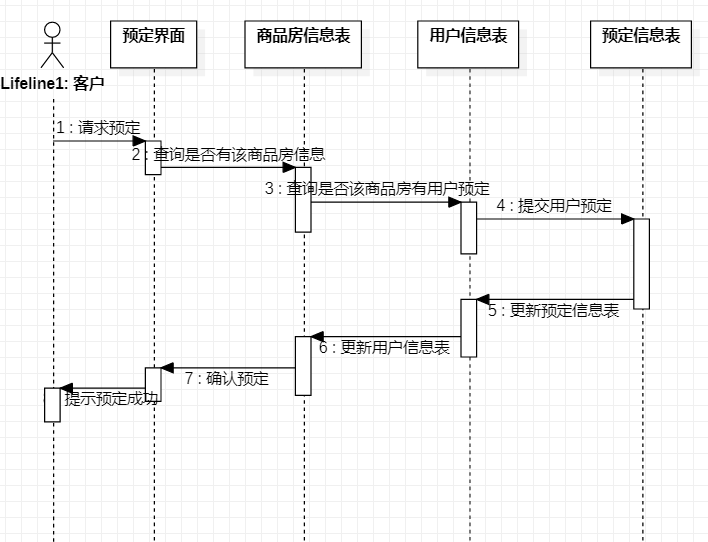 预定界面
商品房信息表
用户信息表
预定信息表
Lifeline1: 客户
1 : 请求预定
2 : 查询是否有该商品房信息
3 : 查询是否该商品房有用户预定
4 : 提交用户预定
5 : 更新预定信息表
6 : 更新用户信息表
7 : 确认预定
提示预定成功